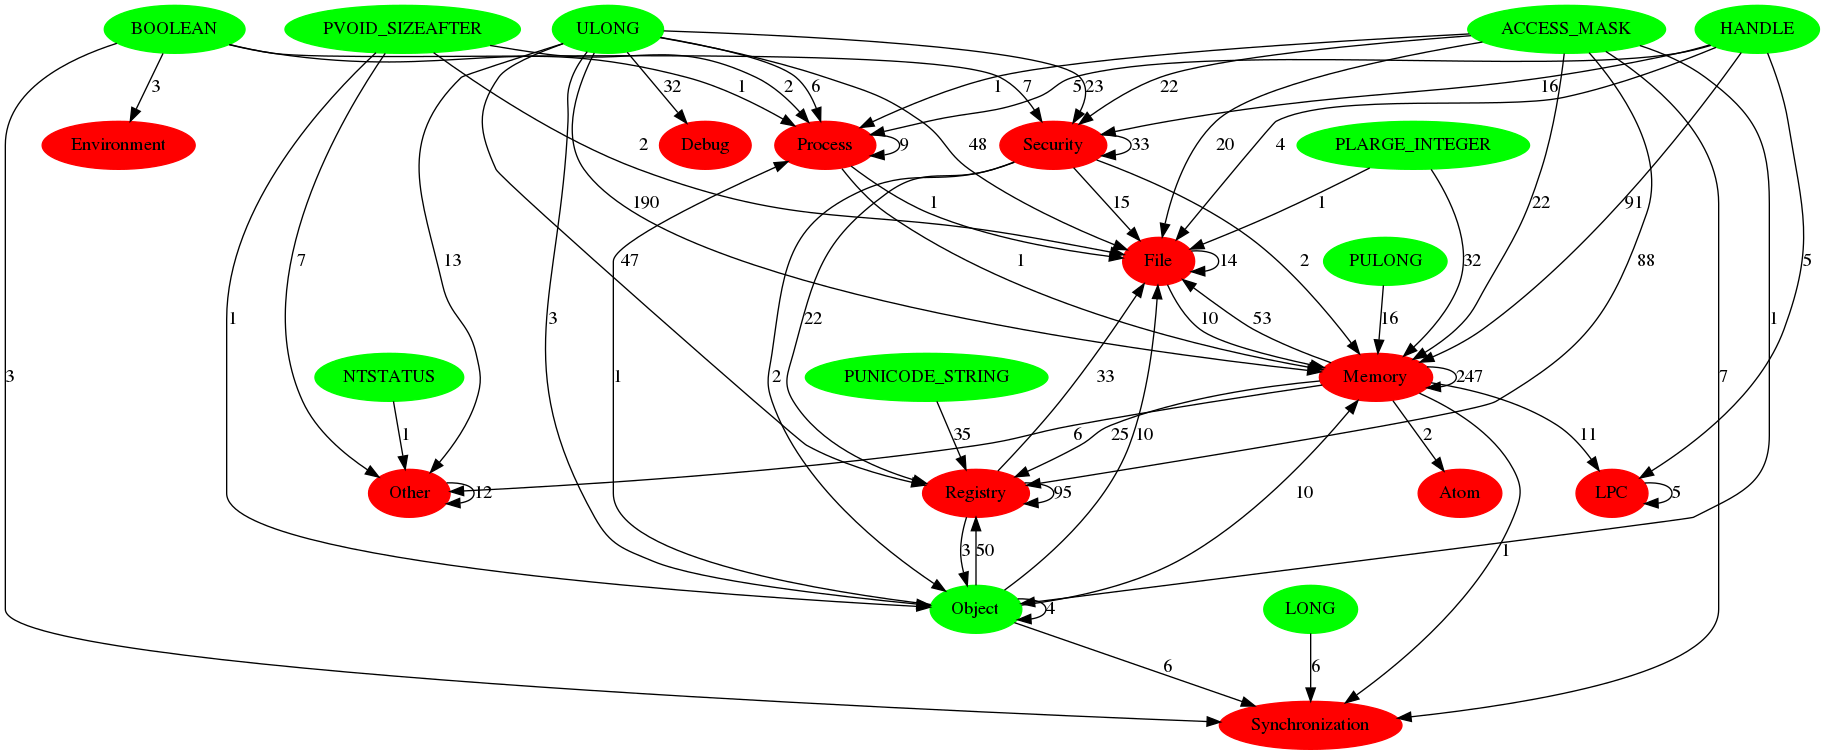 BOOLEAN
PVOID_SIZEAFTER
ULONG
ACCESS_MASK
HANDLE
3
32
1
2
6
1
5
7
23
22
16
Environment
Debug
Process
9
Security
33
2
48
20
4
PLARGE_INTEGER
190
1
15
1
22
91
1
7
13
47
1
2
File
14
PULONG
32
88
5
1
3
22
10
53
16
1
3
NTSTATUS
1
2
PUNICODE_STRING
33
Memory
247
7
1
35
6
25
10
2
11
Other
12
Registry
95
10
Atom
LPC
5
3
50
1
Object
4
LONG
6
6
Synchronization